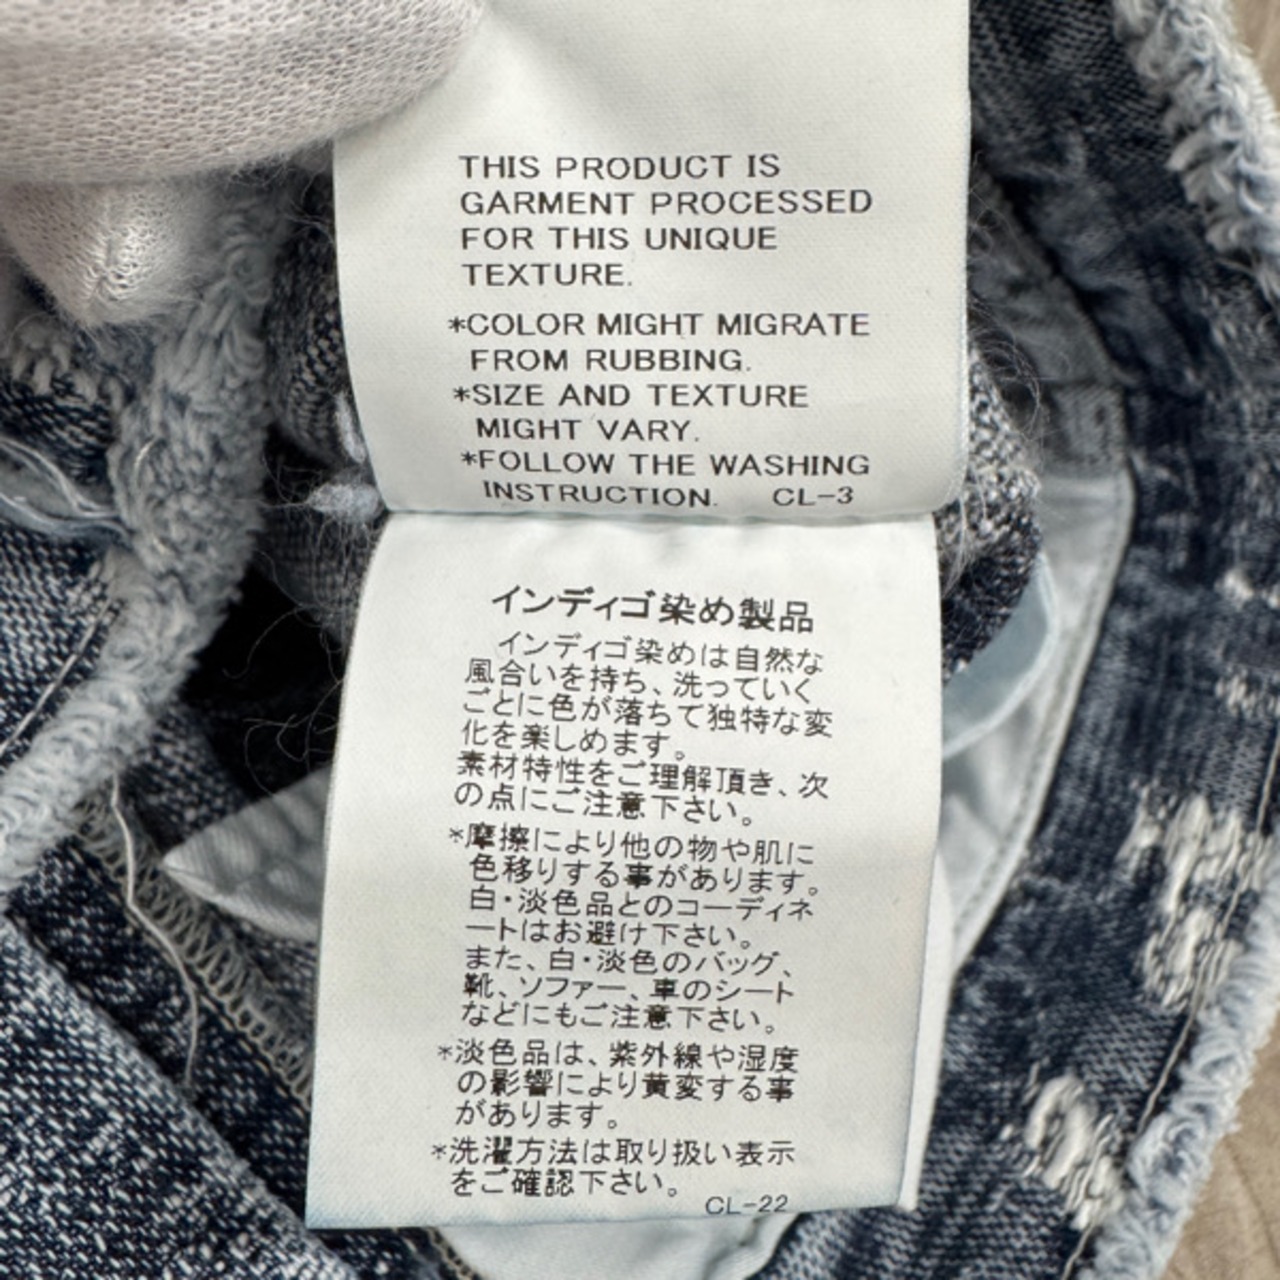 THIS PRODUCT IS
GARMENT PROCESSED
FOR THIS UNIQUE
TEXTURE.
*COLOR MIGHT MIGRATE
FROM RUBBING.
*SIZE AND TEXTURE
MIGHT VARY.
*FOLLOW THE WASHING
INSTRUCTION. CL-3
インディゴ染め製品
インディゴ染めは自然な
風合いを持ち、洗っていく
ごとに色が落ちて独特な変
化を楽しめます。
素材特性をご理解頂き、次
の点にご注意下さい。
*摩擦により他の物や肌に
色移りする事があります。
白・淡色品とのコーディネ
ートはお避け下さい。
また、白・淡色のバッグ、
靴、ソファー、車のシート
などにもご注意下さい。
*淡色品は、紫外線や湿度
の影響により黄変する事
があります。
*洗濯方法は取り扱い表示
をご確認下さい。
CL-22